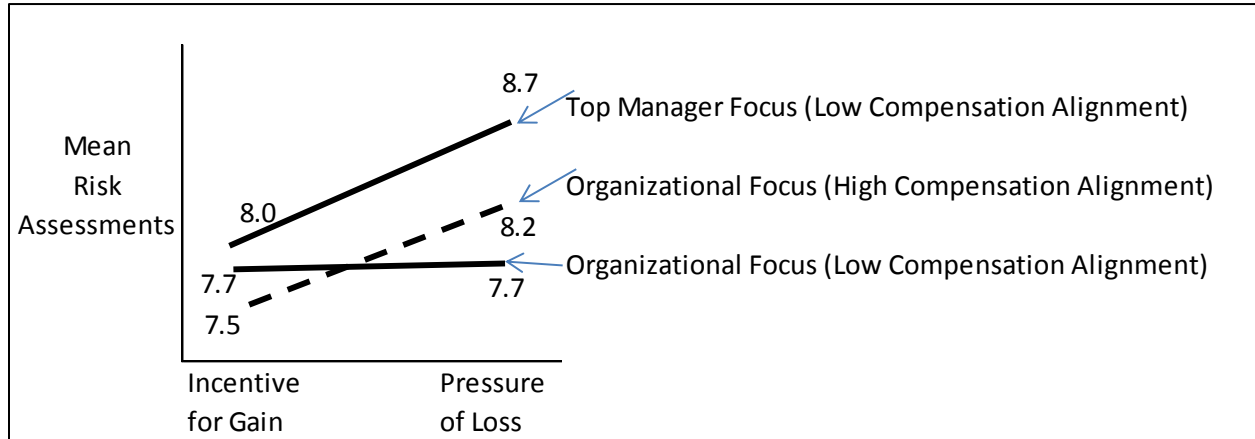 8.7
Top Manager Focus (Low Compensation Alignment)
Mean
Risk
Assessments
Organizational Focus (High Compensation Alignment)
8.0
8.2
Organizational Focus (Low Compensation Alignment)
7.7
7.7
7.5
Incentive
for Gain
Pressure
of Loss